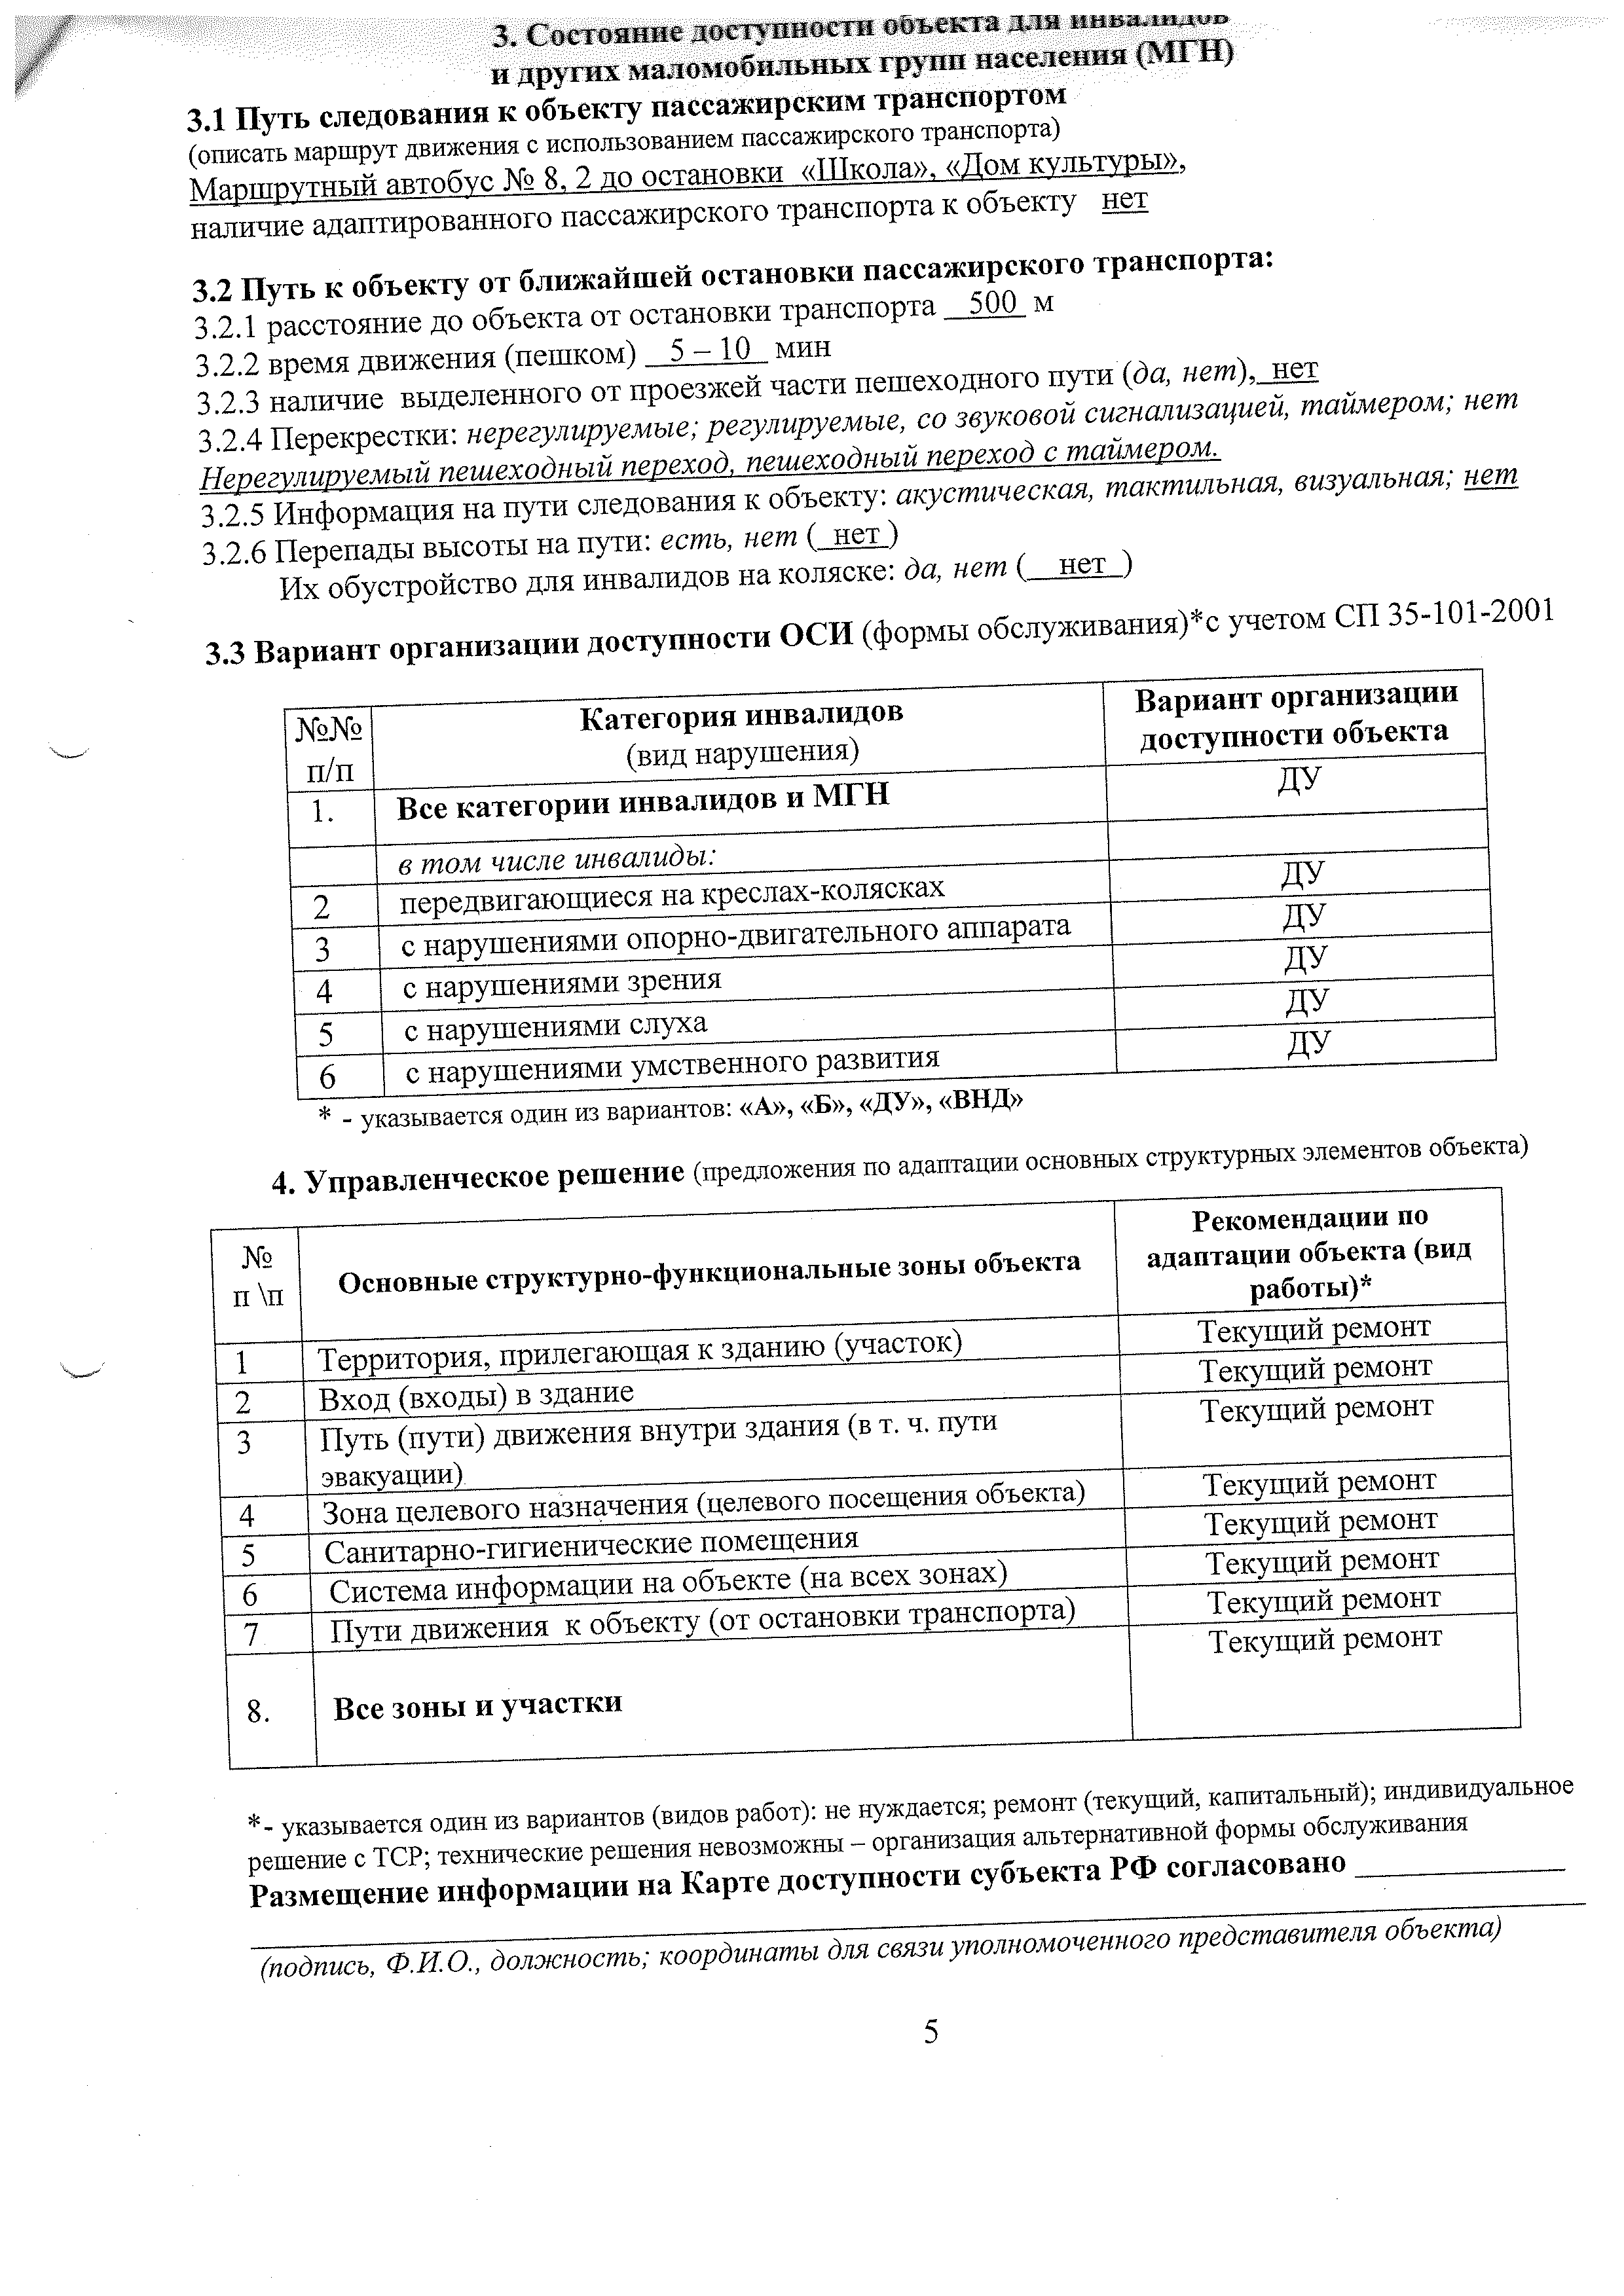 3. Состояние доступности объекта для инвалидов
и других маломобильных групп населения (МГН)
3.1 Путь следования к объекту пассажирским транспортом
(описать маршрут движения с использованием пассажирского транспорта)
Маршрутный автобус № 8, 2 до остановки «Школа», «Дом культуры»,
наличие адаптированного пассажирского транспорта к объекту нет
3.2 Путь к объекту от ближайшей остановки пассажирского транспорта:
3.2.1 расстояние до объекта от остановки транспорта 500 м
3.2.2 время движения (пешком) 5 – 10 мин
3.2.3 наличие выделенного от проезжей части пешеходного пути (да, нет), нет
3.2.4 Перекрестки: нерегулируемые; регулируемые, со звуковой сигнализацией, таймером; нет
Нерегулируемый пешеходный переход, пешеходный переход с таймером.
3.2.5 Информация на пути следования к объекту: акустическая, тактильная, визуальная; нет
3.2.6 Перепады высоты на пути: есть, нет ( нет )
Их обустройство для инвалидов на коляске: да, нет ( нет )
3.3 Вариант организации доступности ОСИ (формы обслуживания)*с учетом СП 35-101-2001
№№ п/п Категория инвалидов (вид нарушения) Вариант организации доступности объекта
1. Все категории инвалидов и МГН ДУ
в том числе инвалиды:
2 передвигающиеся на креслах-колясках ДУ
3 с нарушениями опорно-двигательного аппарата ДУ
4 с нарушениями зрения ДУ
5 с нарушениями слуха ДУ
6 с нарушениями умственного развития ДУ
* - указывается один из вариантов: «А», «Б», «ДУ», «ВНД»
4. Управленческое решение (предложения по адаптации основных структурных элементов объекта)
№ п \п Основные структурно-функциональные зоны объекта Рекомендации по адаптации объекта (вид работы)*
1 Территория, прилегающая к зданию (участок) Текущий ремонт
2 Вход (входы) в здание Текущий ремонт
3 Путь (пути) движения внутри здания (в т. ч. пути эвакуации) Текущий ремонт
4 Зона целевого назначения (целевого посещения объекта) Текущий ремонт
5 Санитарно-гигиенические помещения Текущий ремонт
6 Система информации на объекте (на всех зонах) Текущий ремонт
7 Пути движения к объекту (от остановки транспорта) Текущий ремонт
8. Все зоны и участки Текущий ремонт
*- указывается один из вариантов (видов работ): не нуждается; ремонт (текущий, капитальный); индивидуальное
решение с ТСР; технические решения невозможны – организация альтернативной формы обслуживания
Размещение информации на Карте доступности субъекта РФ согласовано
(подпись, Ф.И.О., должность; координаты для связи уполномоченного представителя объекта)
5